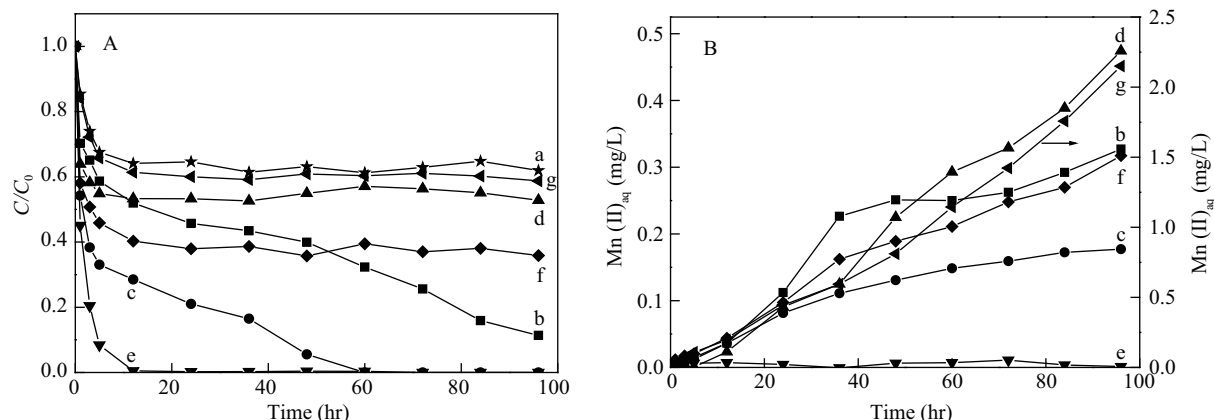 A
1.0
0.8
0.6
0.4
0.2
0.0
C/C0
a
g
d
f
c
b
e
0 20 40 60 80 100
Time (hr)
B
0.5
0.4
0.3
0.2
0.1
0.0
Mn (II)aq (mg/L)
d
g
b
f
c
e
2.5
2.0
1.5
1.0
0.5
0.0
Mn (II)aq (mg/L)
0 20 40 60 80 100
Time (hr)